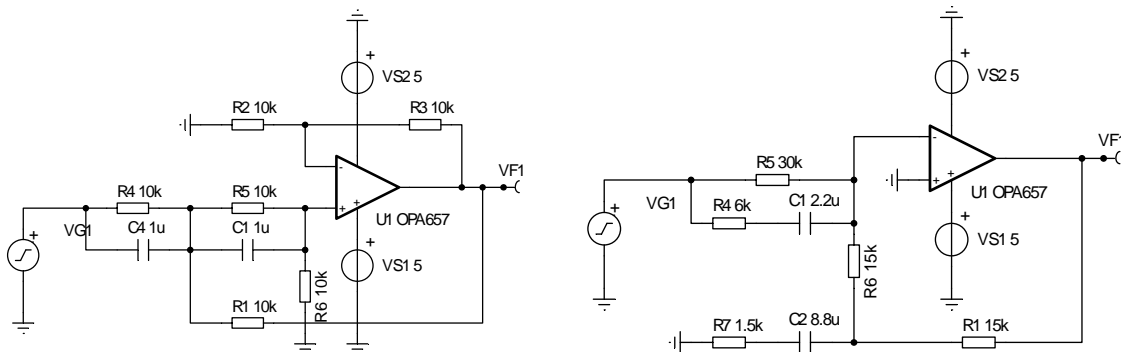 VS2 5
R2 10k
R3 10k
VF1
R4 10k
R5 10k
U1 OPA657
VG1
C4 1u
C1 1u
VS1 5
R6 10k
R1 10k
VS2 5
VF1
R5 30k
U1 OPA657
R4 6k
C1 2.2u
VG1
VS1 5
R6 15k
R7 1.5k
C2 8.8u
R1 15k